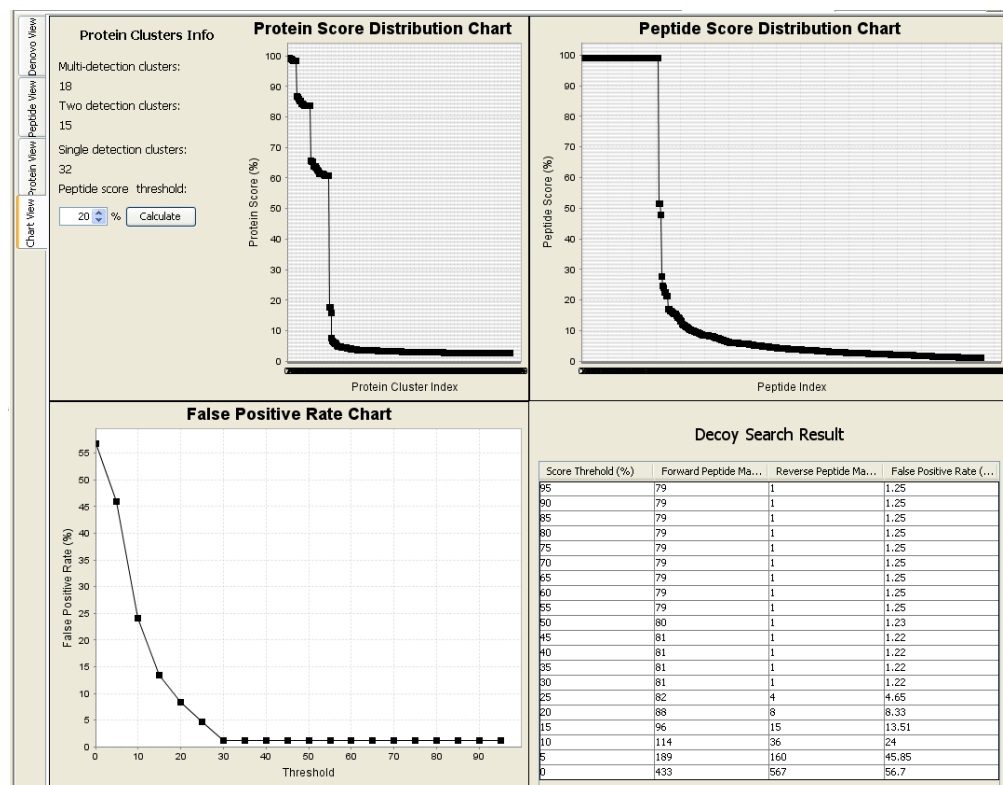 Denovo View
Peptide View
Protein View
Chart View
Protein Clusters Info
Multi-detection clusters:
18
Two detection clusters:
15
Single detection clusters:
32
Peptide score threshold:
20 % Calculate
Protein Score Distribution Chart
Protein Score (%)
100
90
80
70
60
50
40
30
20
10
0
Protein Cluster Index
Peptide Score Distribution Chart
Peptide Score (%)
100
90
80
70
60
50
40
30
20
10
0
Peptide Index
False Positive Rate Chart
False Positive Rate (%)
55
50
45
40
35
30
25
20
15
10
5
0
0 10 20 30 40 50 60 70 80 90
Threshold
Decoy Search Result
Score Threhold (%) Forward Peptide Ma... Reverse Peptide Ma... False Positive Rate (...
95 79 1 1.25
90 79 1 1.25
85 79 1 1.25
80 79 1 1.25
75 79 1 1.25
70 79 1 1.25
65 79 1 1.25
60 79 1 1.25
55 79 1 1.25
50 80 1 1.23
45 81 1 1.22
40 81 1 1.22
35 81 1 1.22
30 81 1 1.22
25 82 4 4.65
20 88 8 8.33
15 96 15 13.51
10 114 36 24
5 189 160 45.85
0 433 567 56.7